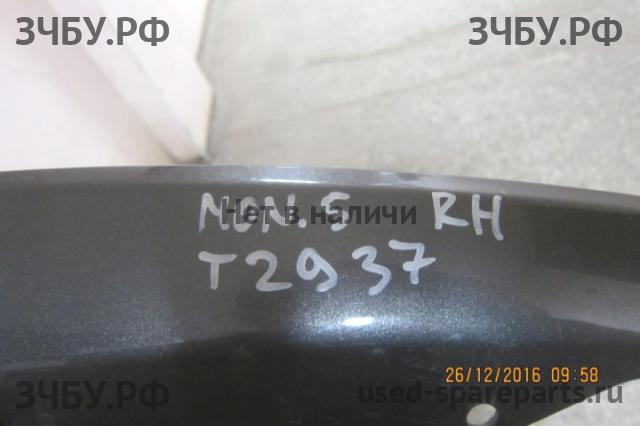 ЗЧБУ.РФ ЗЧБУ.РФ
MON.5 RH
Нет в наличии
T2937
26/12/2016 09:58
ЗЧБУ.РФ used-spareparts.ru